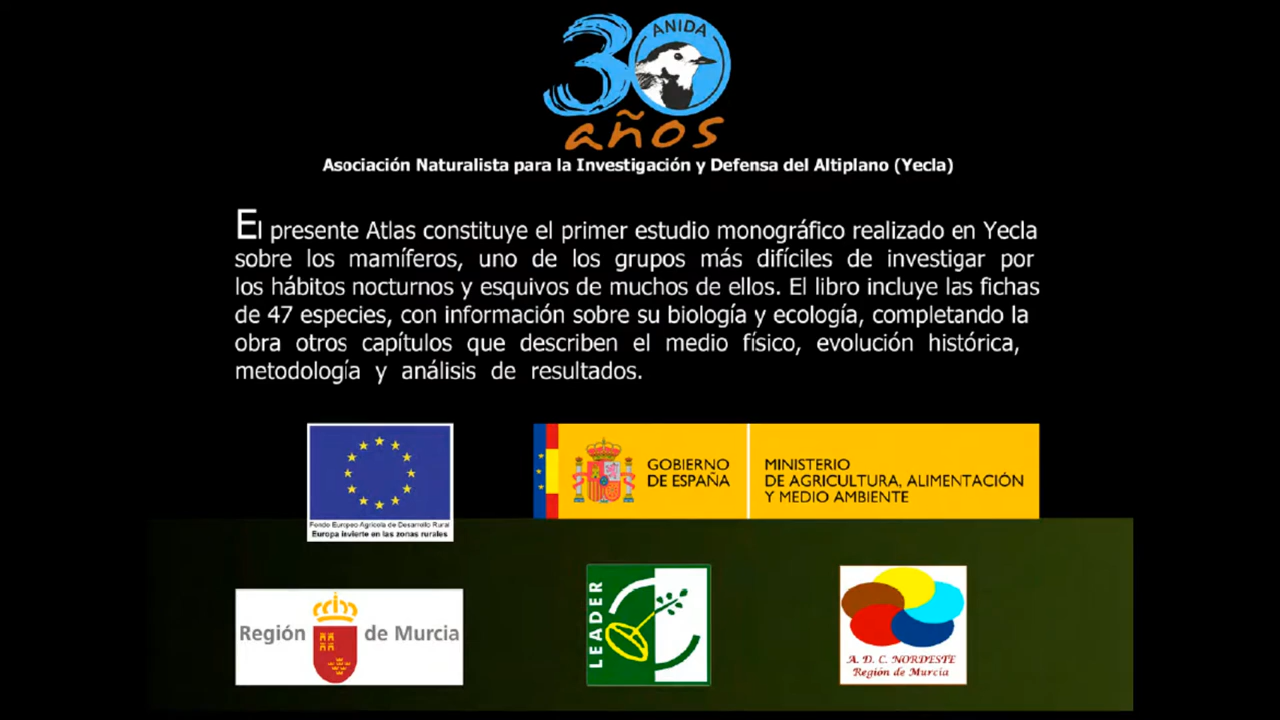 30
ANIDA
años
Asociación Naturalista para la Investigación y Defensa del Altiplano (Yecla)
El presente Atlas constituye el primer estudio monográfico realizado en Yecla
sobre los mamíferos, uno de los grupos más difíciles de investigar por
los hábitos nocturnos y esquivos de muchos de ellos. El libro incluye las fichas
de 47 especies, con información sobre su biología y ecología, completando la
obra otros capítulos que describen el medio físico, evolución histórica,
metodología y análisis de resultados.
Fondo Europeo Agrícola de Desarrollo Rural
Europa invierte en las zonas rurales
GOBIERNO
DE ESPAÑA
MINISTERIO
DE AGRICULTURA, ALIMENTACIÓN
Y MEDIO AMBIENTE
Región de Murcia
LEADER
A. D. C. NORDESTE
Región de Murcia